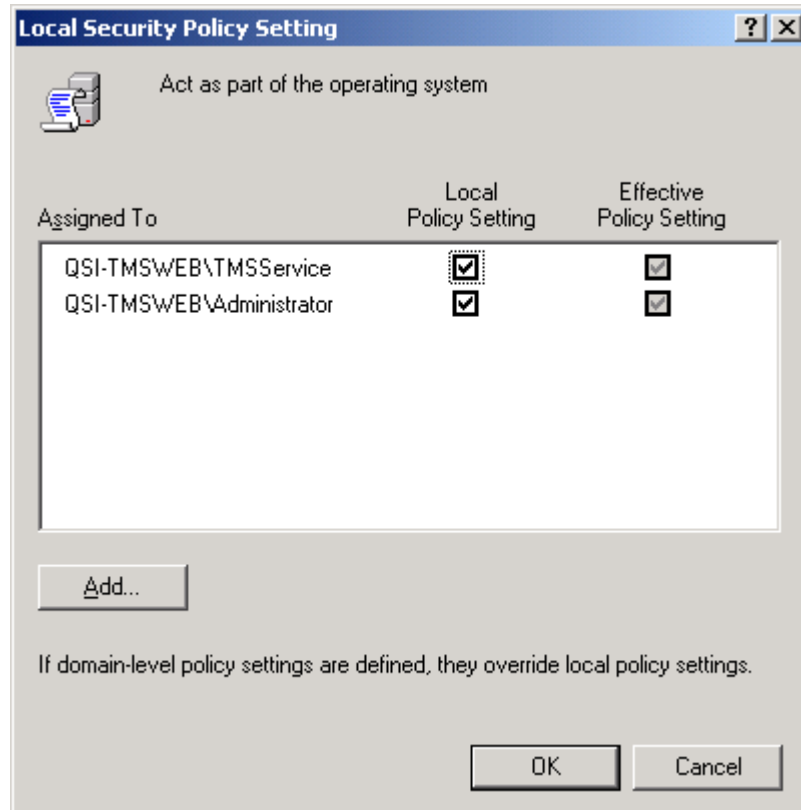 Local Security Policy Setting
Act as part of the operating system
Assigned To
Local
Policy Setting
Effective
Policy Setting
QSI-TMSWEB\TMSService
QSI-TMSWEB\Administrator
Add...
If domain-level policy settings are defined, they override local policy settings.
OK
Cancel